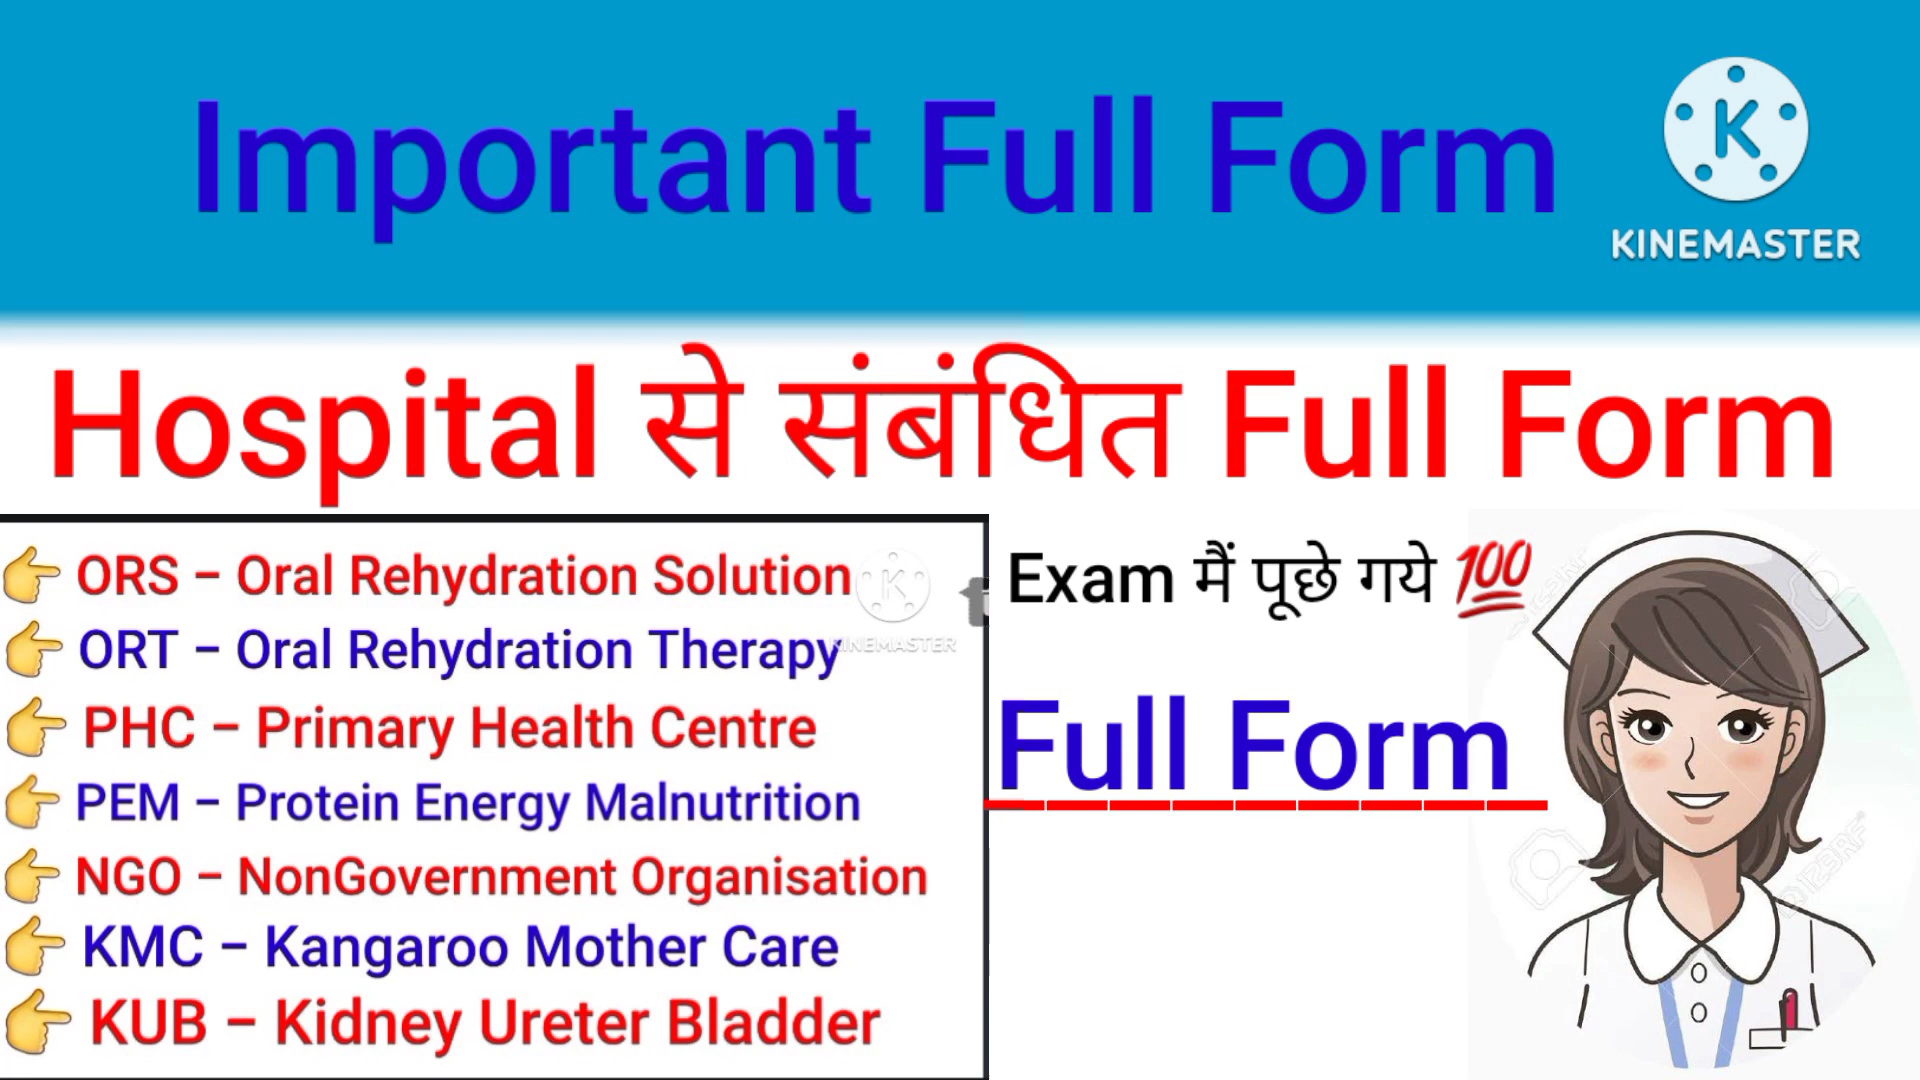 Important Full Form
KINEMASTER
Hospital से संबंधित Full Form
👉 ORS – Oral Rehydration Solution
KINEMASTER
👉 ORT – Oral Rehydration Therapy
👉 PHC – Primary Health Centre
👉 PEM – Protein Energy Malnutrition
👉 NGO – NonGovernment Organisation
👉 KMC – Kangaroo Mother Care
👉 KUB – Kidney Ureter Bladder
Exam मैं पूछे गये 💯
Full Form
123RF